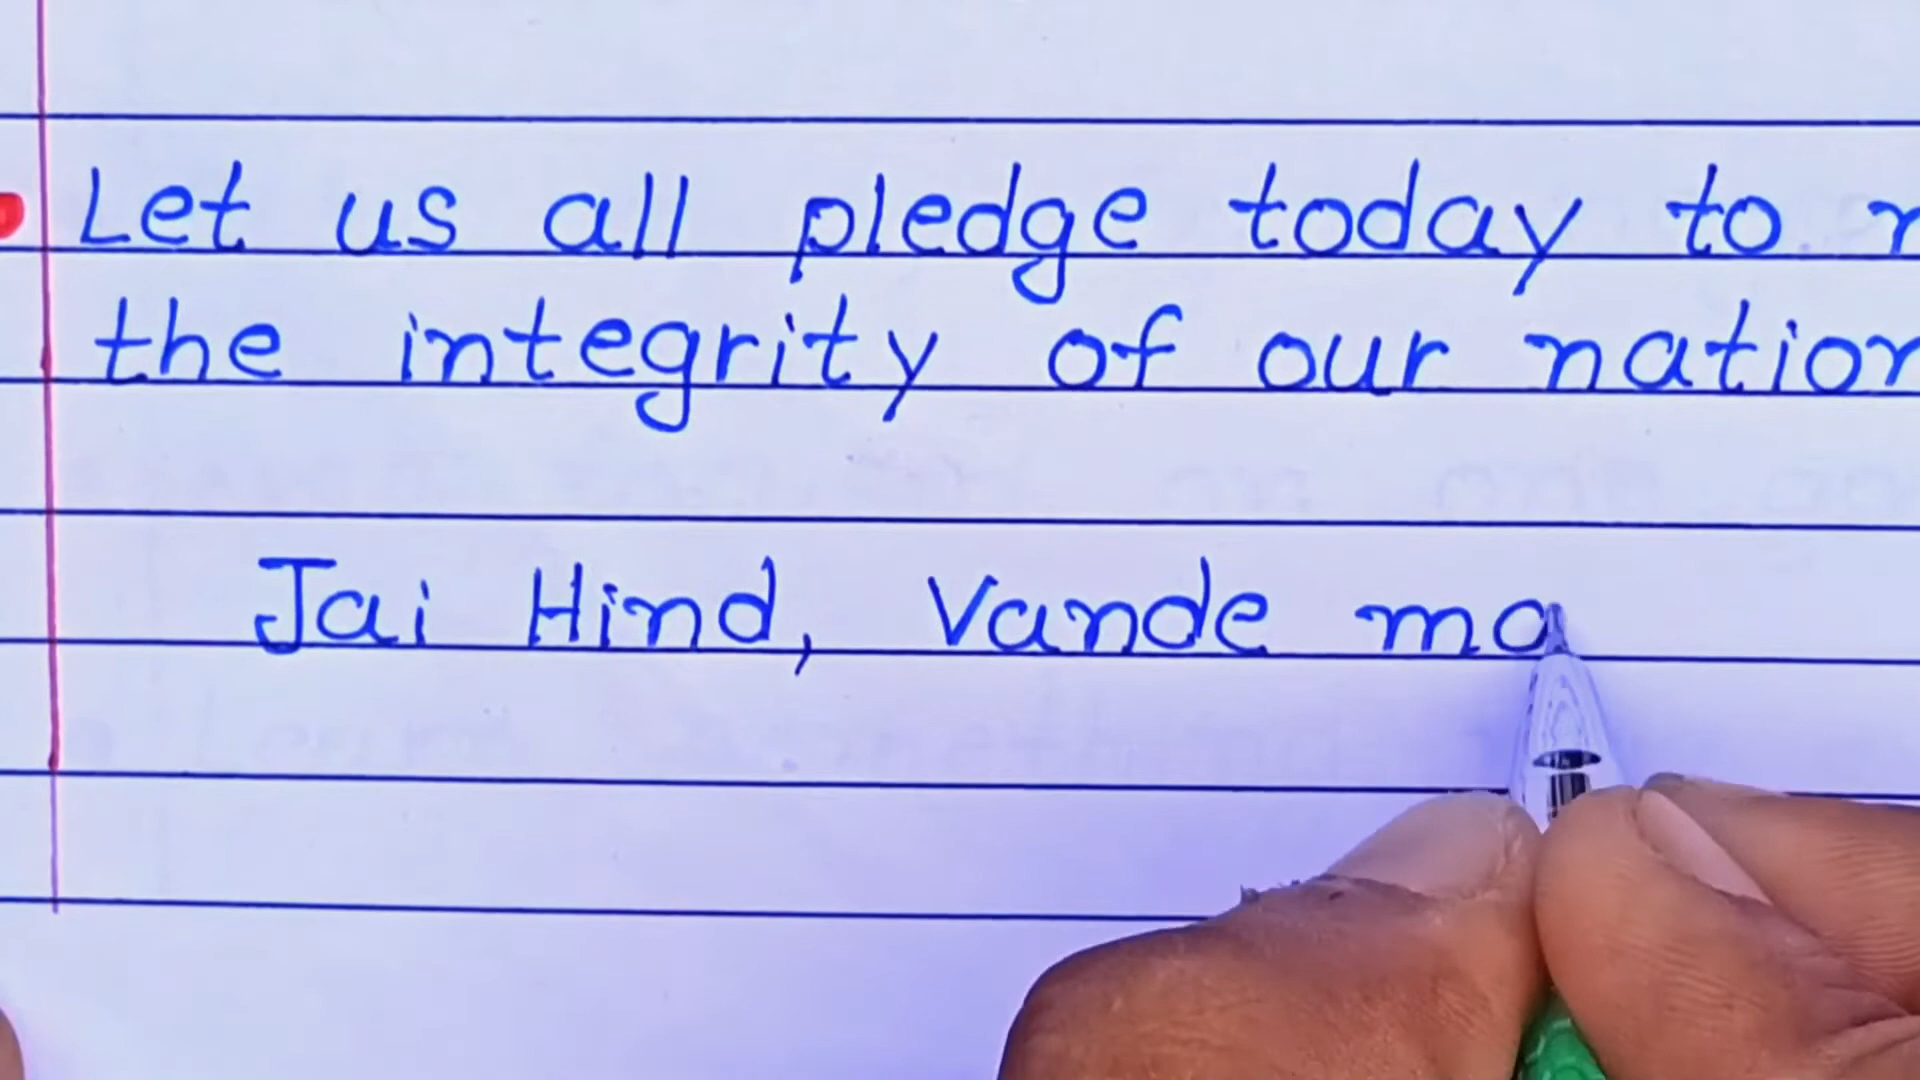 Let us all pledge today to
the integrity of our nation
Jai Hind, Vande ma